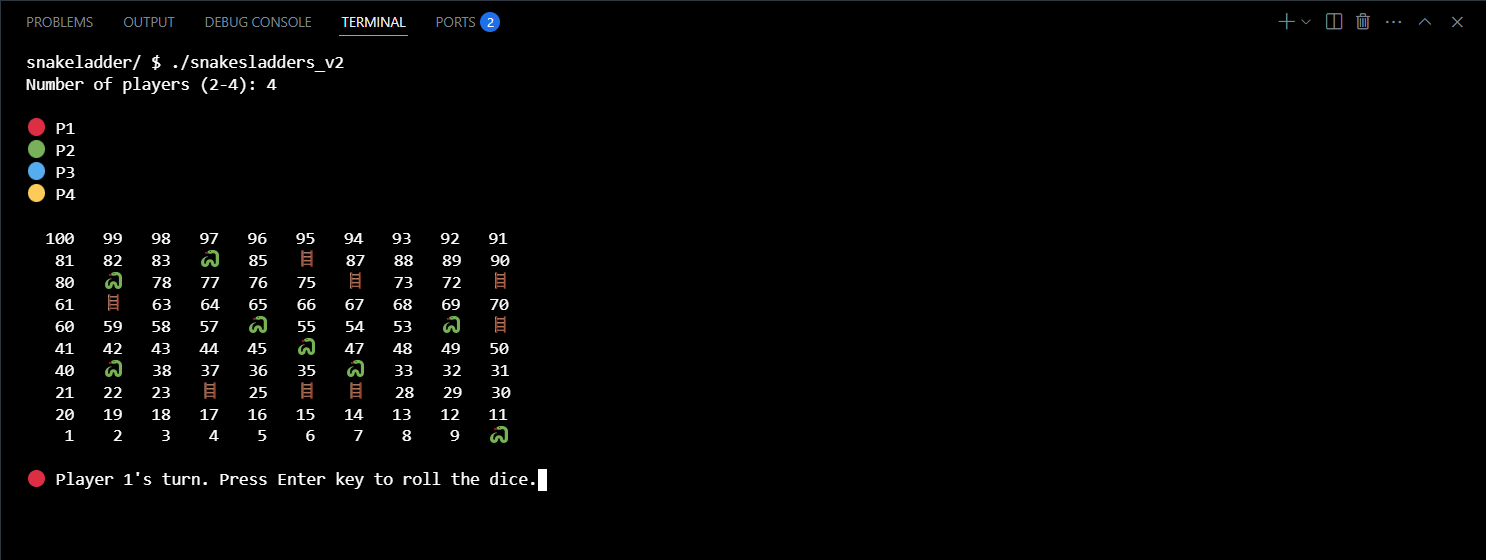 PROBLEMS OUTPUT DEBUG CONSOLE TERMINAL PORTS 2
snakeladder/ $ ./snakesladders_v2
Number of players (2-4): 4
🔴 P1
🟢 P2
🔵 P3
🟡 P4
100 99 98 97 96 95 94 93 92 91
81 82 83 🐍 85 🪜 87 88 89 90
80 🐍 78 77 76 75 🪜 73 72 🪜
61 🪜 63 64 65 66 67 68 69 70
60 59 58 57 🐍 55 54 53 🐍 🪜
41 42 43 44 45 🐍 47 48 49 50
40 🐍 38 37 36 35 🐍 33 32 31
21 22 23 🪜 25 🪜 🪜 28 29 30
20 19 18 17 16 15 14 13 12 11
1 2 3 4 5 6 7 8 9 🐍
🔴 Player 1's turn. Press Enter key to roll the dice.